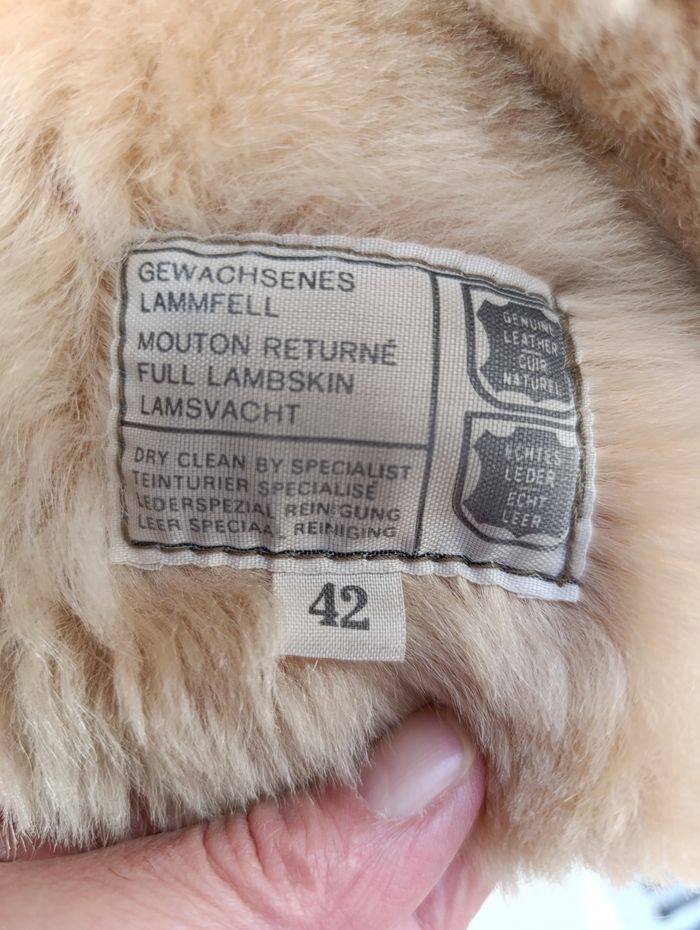 GEWACHSENES
LAMMFELL
MOUTON RETURNÉ
FULL LAMBSKIN
LAMSVACHT
DRY CLEAN BY SPECIALIST
TEINTURIER SPECIALISÉ
LEDERSPEZIAL REINIGUNG
LEER SPECIAAL REINIGING
GENUINE
LEATHER
CUIR
NATUREL
ECHTES
LEDER
ECHT
LEER
42